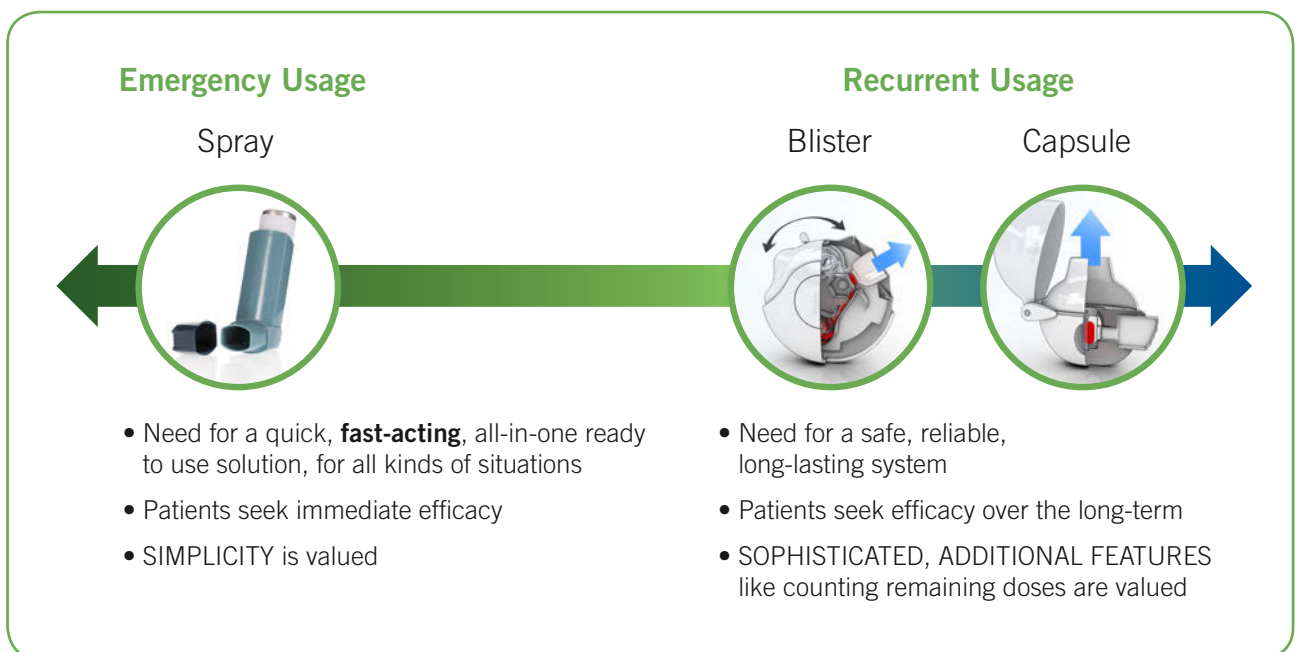 Emergency Usage
Recurrent Usage
Spray
Blister
Capsule
• Need for a quick, fast-acting, all-in-one ready
to use solution, for all kinds of situations
• Patients seek immediate efficacy
• SIMPLICITY is valued
• Need for a safe, reliable,
long-lasting system
• Patients seek efficacy over the long-term
• SOPHISTICATED, ADDITIONAL FEATURES
like counting remaining doses are valued